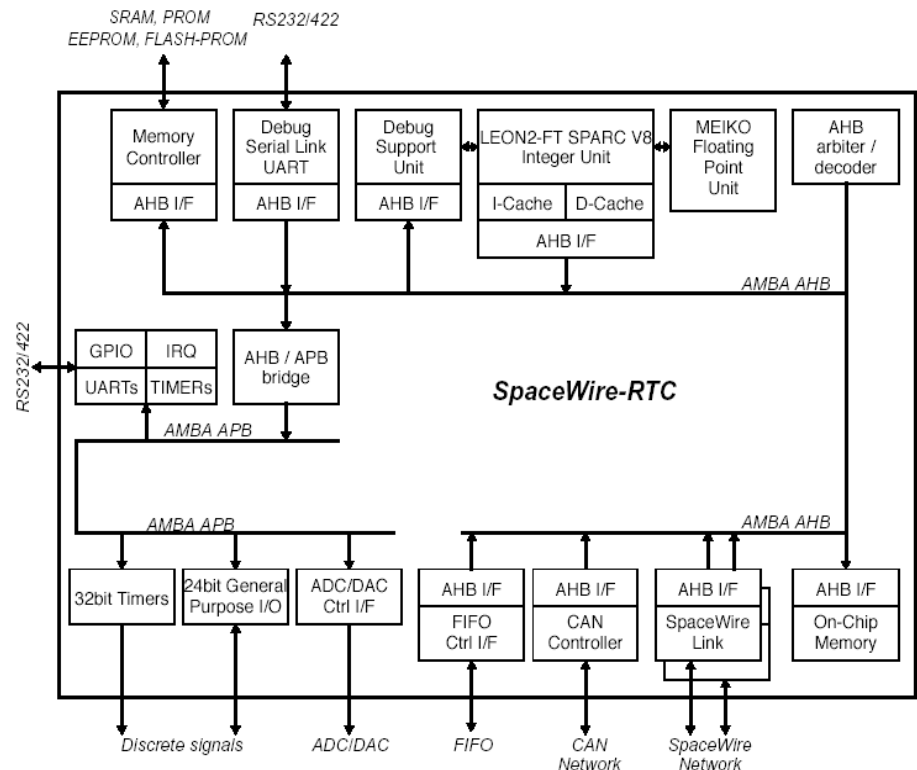 SRAM, PROM
EEPROM, FLASH-PROM
RS232/422
Memory
Controller
AHB I/F
Debug
Serial Link
UART
AHB I/F
Debug
Support
Unit
AHB I/F
LEON2-FT SPARC V8
Integer Unit
I-Cache
D-Cache
AHB I/F
MEIKO
Floating
Point
Unit
AHB
arbiter /
decoder
AMBA AHB
RS232/422
GPIO
IRQ
UARTs
TIMERs
AHB / APB
bridge
SpaceWire-RTC
AMBA APB
AMBA APB
AMBA AHB
32bit Timers
24bit General
Purpose I/O
ADC/DAC
Ctrl I/F
AHB I/F
FIFO
Ctrl I/F
AHB I/F
CAN
Controller
AHB I/F
SpaceWire
Link
AHB I/F
On-Chip
Memory
Discrete signals
ADC/DAC
FIFO
CAN
Network
SpaceWire
Network